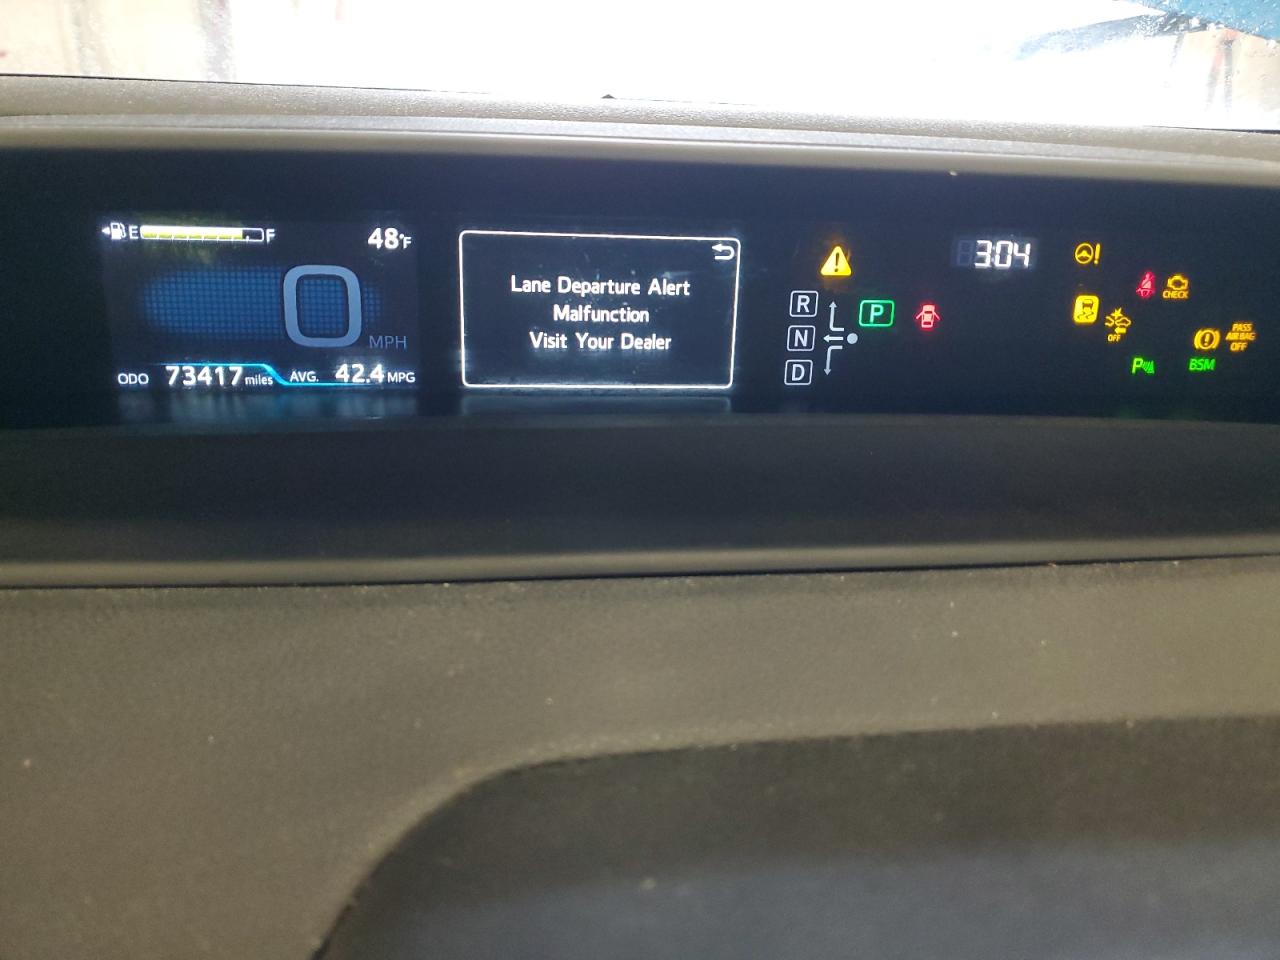 E F 48°F
0 MPH
ODO 73417 miles AVG. 42.4 MPG
Lane Departure Alert
Malfunction
Visit Your Dealer
R
N
D
P
3:04
CHECK
OFF
PASS
AIR BAG
OFF
P
BSM